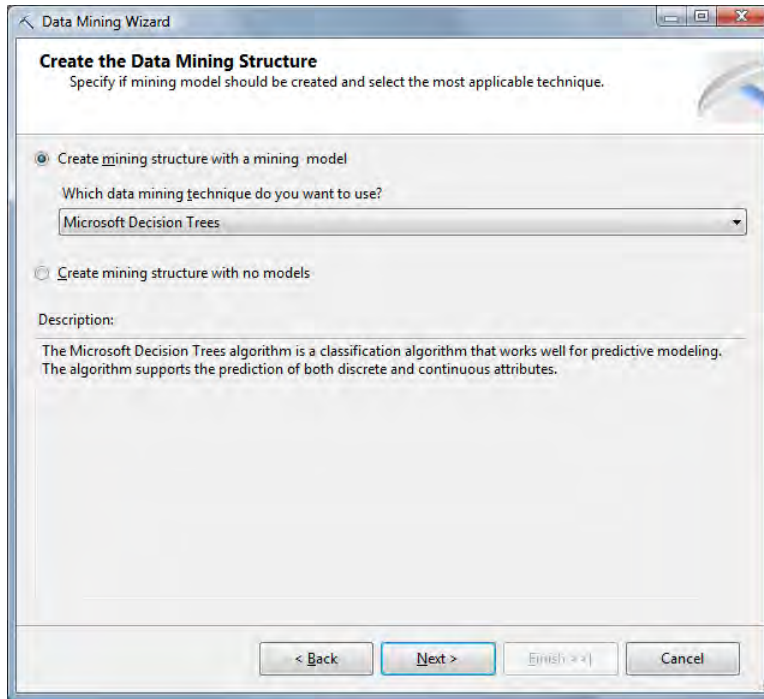 Data Mining Wizard
Create the Data Mining Structure
Specify if mining model should be created and select the most applicable technique.
Create mining structure with a mining model
Which data mining technique do you want to use?
Microsoft Decision Trees
Create mining structure with no models
Description:
The Microsoft Decision Trees algorithm is a classification algorithm that works well for predictive modeling.
The algorithm supports the prediction of both discrete and continuous attributes.
< Back Next > Finish >>| Cancel